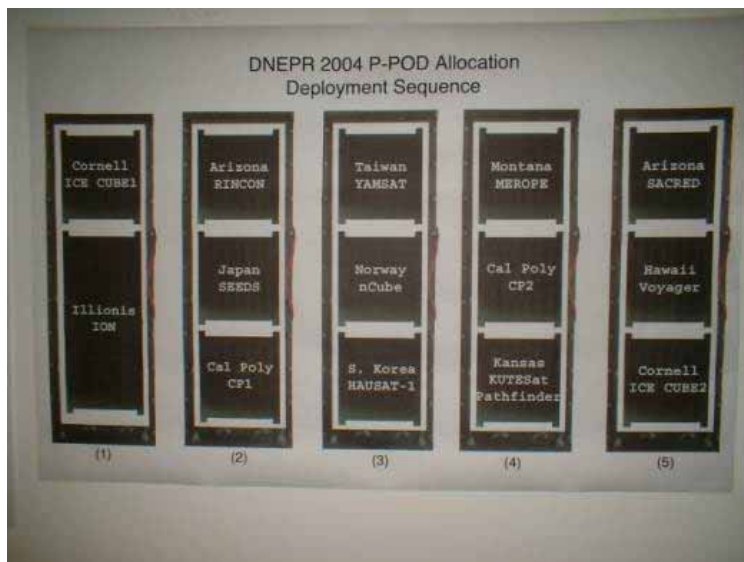 DNEPR 2004 P-POD Allocation
Deployment Sequence
Cornell
ICE CUBE1
Illionis
ION
(1)
Arizona
RINCON
Japan
SEEDS
Cal Poly
CP1
(2)
Taiwan
YAMSAT
Norway
nCube
S. Korea
HAUSAT-1
(3)
Montana
MEROPE
Cal Poly
CP2
Kansas
KUTESat
Pathfinder
(4)
Arizona
SACRED
Hawaii
Voyager
Cornell
ICE CUBE2
(5)